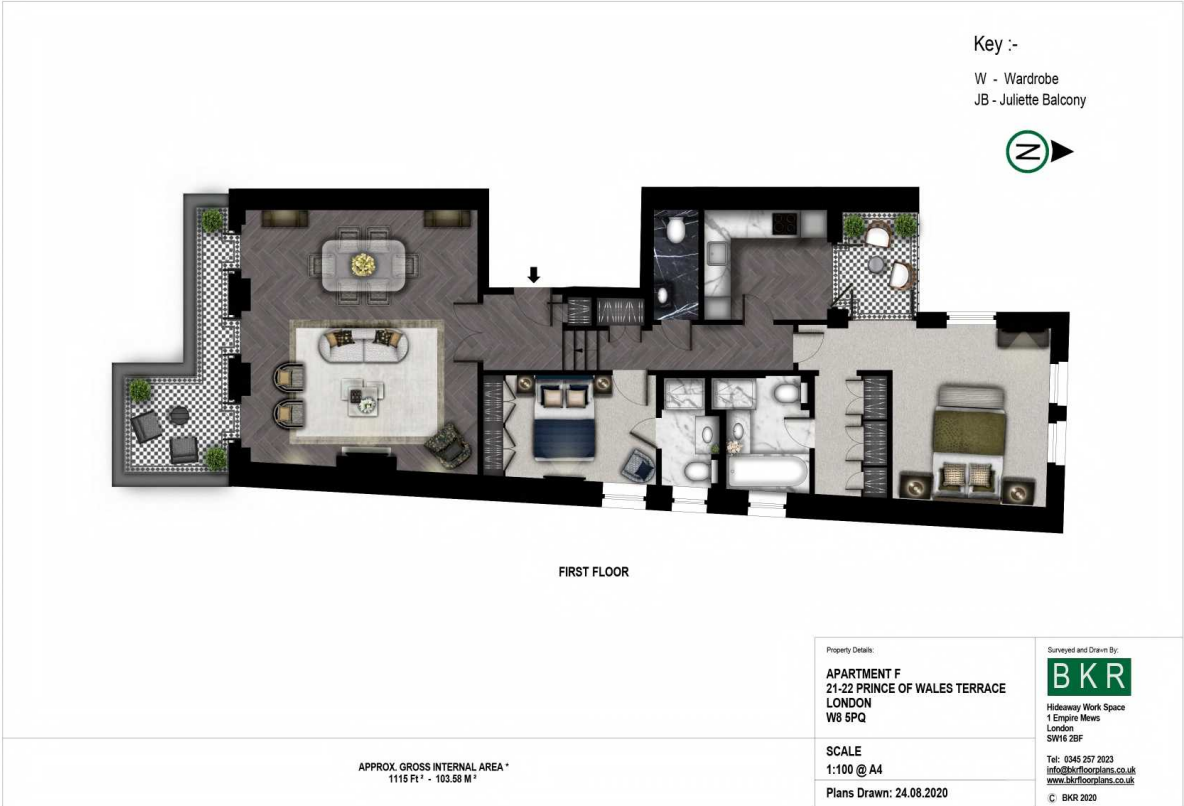 Key :-
W - Wardrobe
JB - Juliette Balcony
N
FIRST FLOOR
APPROX. GROSS INTERNAL AREA *
1115 Ft ² - 103.58 M ²
Property Details:
APARTMENT F
21-22 PRINCE OF WALES TERRACE
LONDON
W8 5PQ
SCALE
1:100 @ A4
Plans Drawn: 24.08.2020
Surveyed and Drawn By:
BKR
Hideaway Work Space
1 Empire Mews
London
SW16 2BF
Tel: 0345 257 2023
info@bkrfloorplans.co.uk
www.bkrfloorplans.co.uk
© BKR 2020